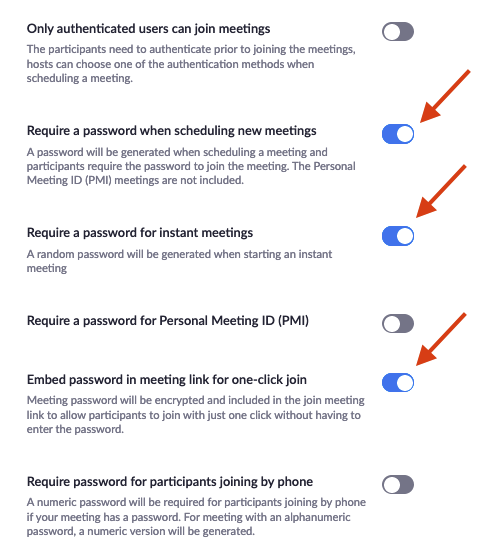 Only authenticated users can join meetings
The participants need to authenticate prior to joining the meetings,
hosts can choose one of the authentication methods when
scheduling a meeting.
Require a password when scheduling new meetings
A password will be generated when scheduling a meeting and
participants require the password to join the meeting. The Personal
Meeting ID (PMI) meetings are not included.
Require a password for instant meetings
A random password will be generated when starting an instant
meeting
Require a password for Personal Meeting ID (PMI)
Embed password in meeting link for one-click join
Meeting password will be encrypted and included in the join meeting
link to allow participants to join with just one click without having to
enter the password.
Require password for participants joining by phone
A numeric password will be required for participants joining by phone
if your meeting has a password. For meeting with an alphanumeric
password, a numeric version will be generated.